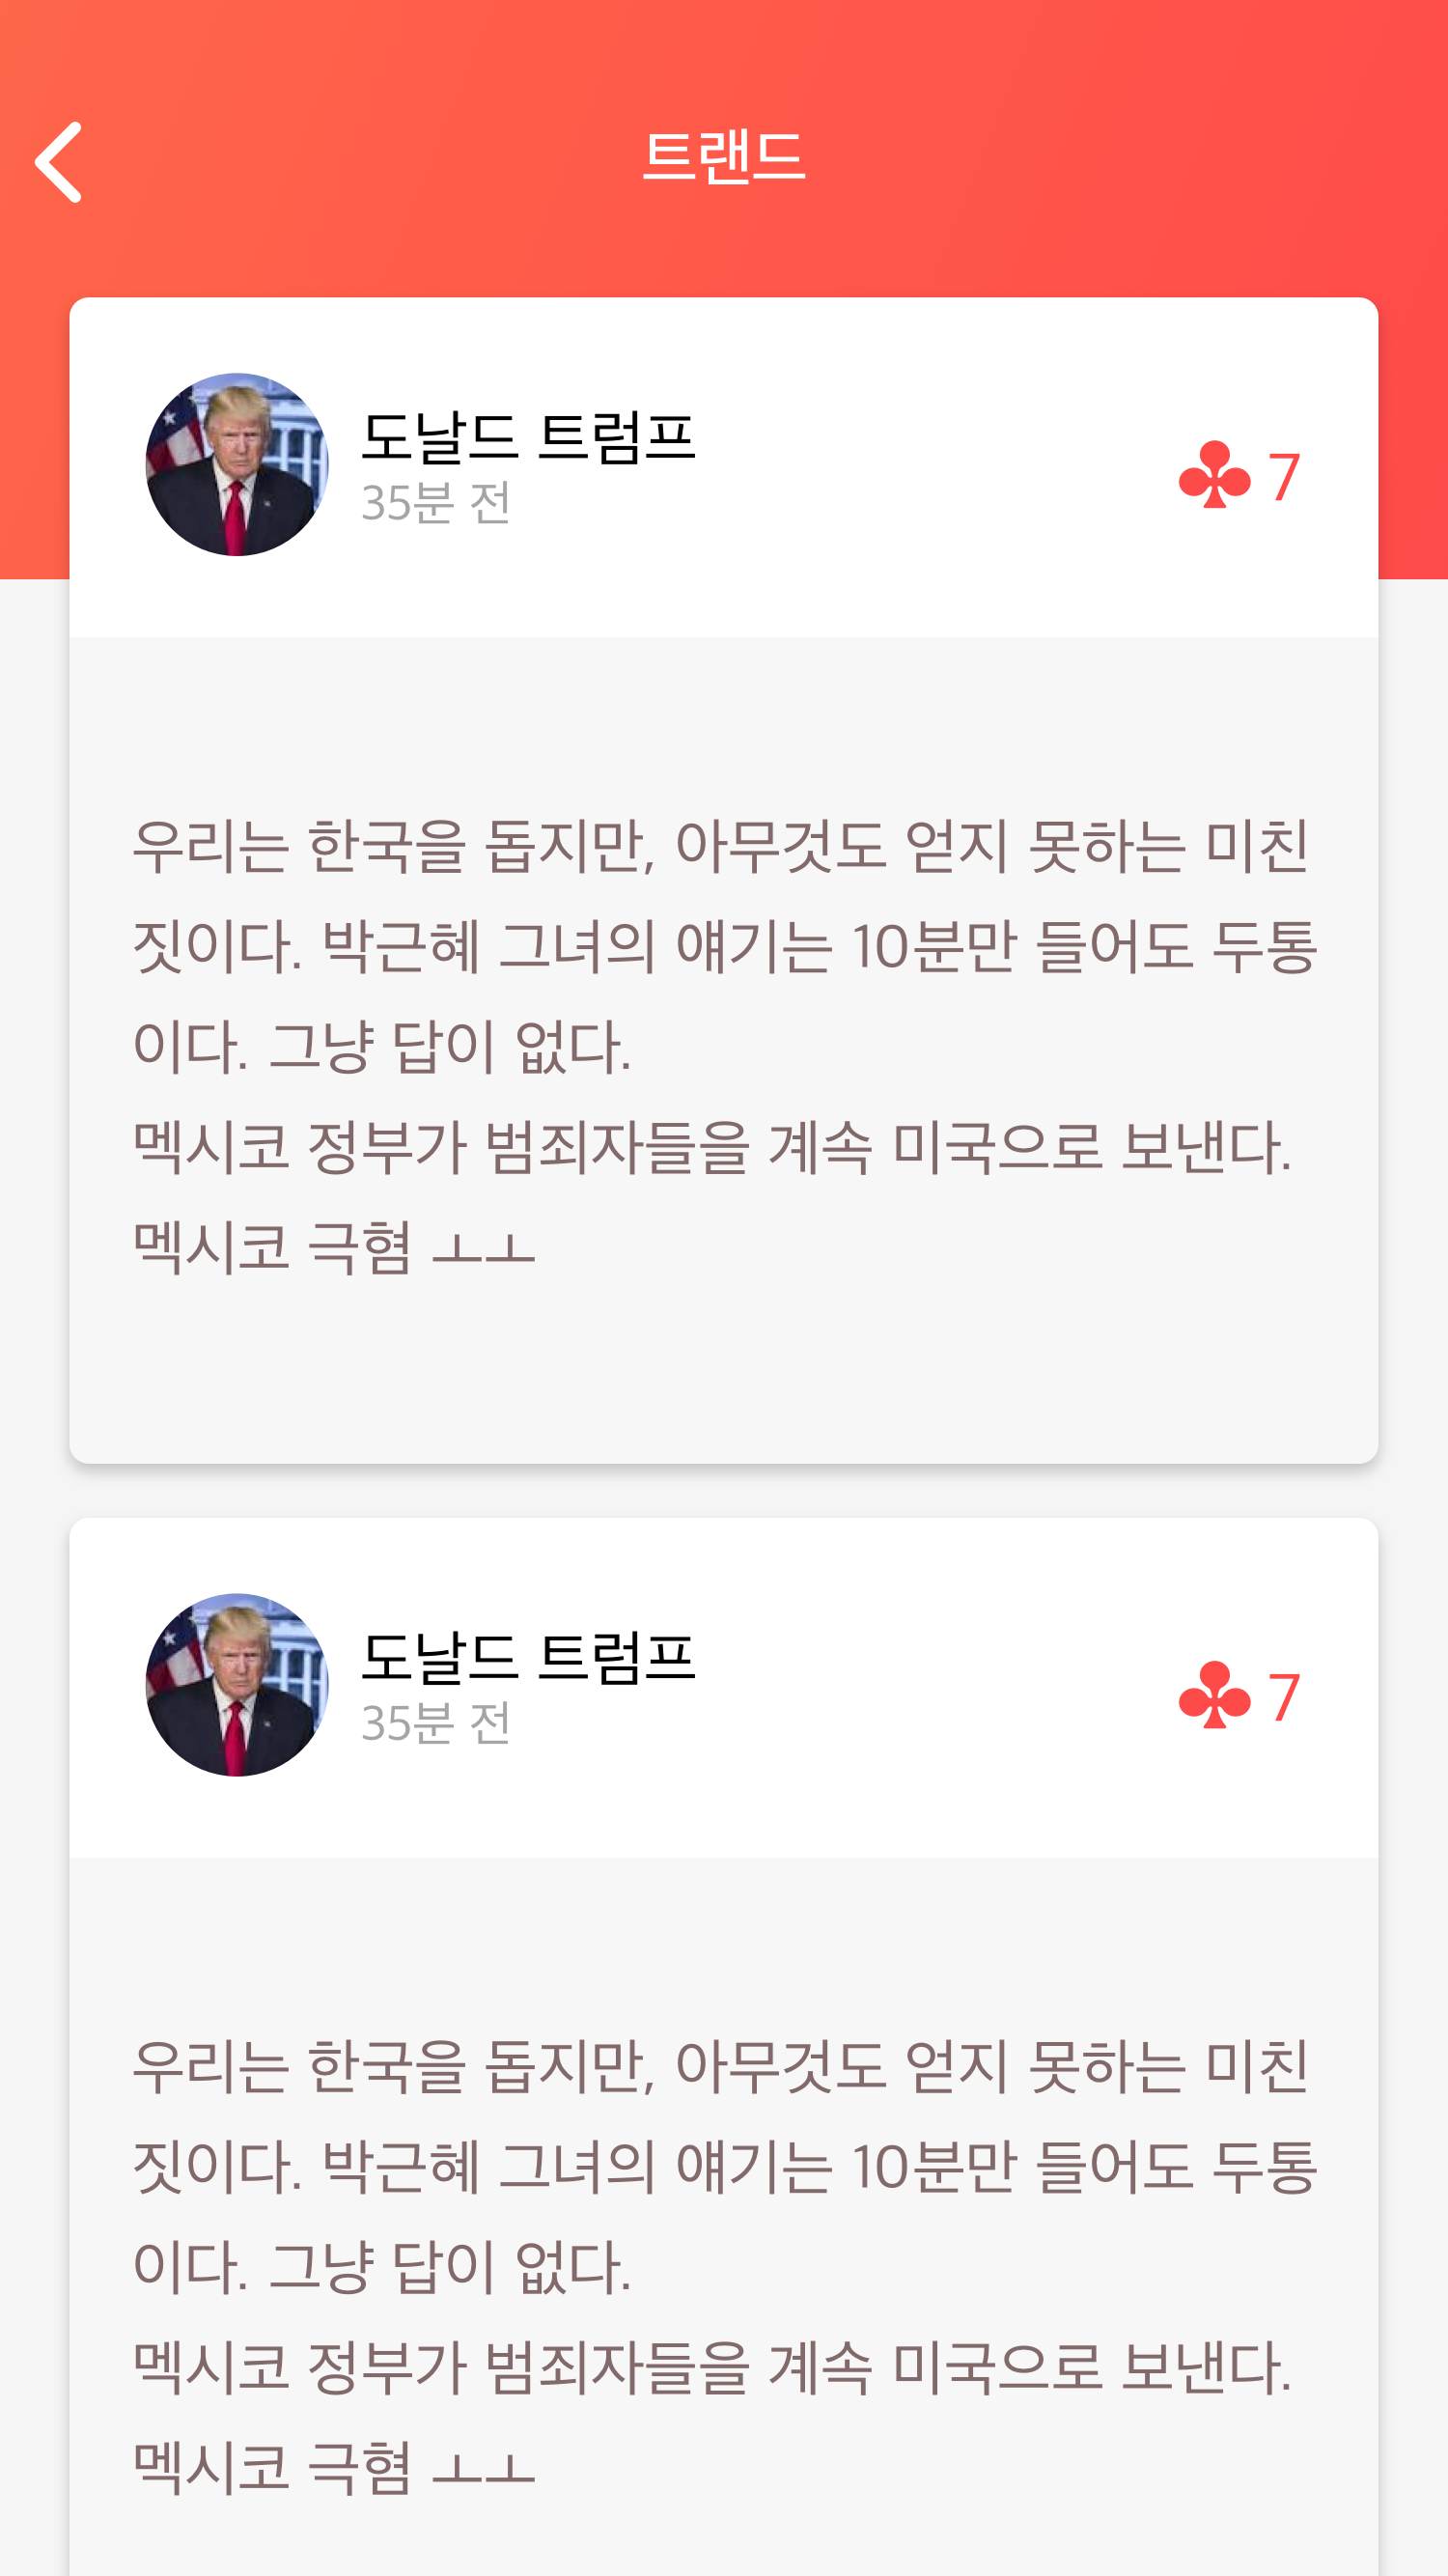 트랜드
도날드 트럼프
35분 전
7
우리는 한국을 돕지만, 아무것도 얻지 못하는 미친
짓이다. 박근혜 그녀의 얘기는 10분만 들어도 두통
이다. 그냥 답이 없다.
멕시코 정부가 범죄자들을 계속 미국으로 보낸다.
멕시코 극혐 ㅗㅗ
도날드 트럼프
35분 전
7
우리는 한국을 돕지만, 아무것도 얻지 못하는 미친
짓이다. 박근혜 그녀의 얘기는 10분만 들어도 두통
이다. 그냥 답이 없다.
멕시코 정부가 범죄자들을 계속 미국으로 보낸다.
멕시코 극혐 ㅗㅗ